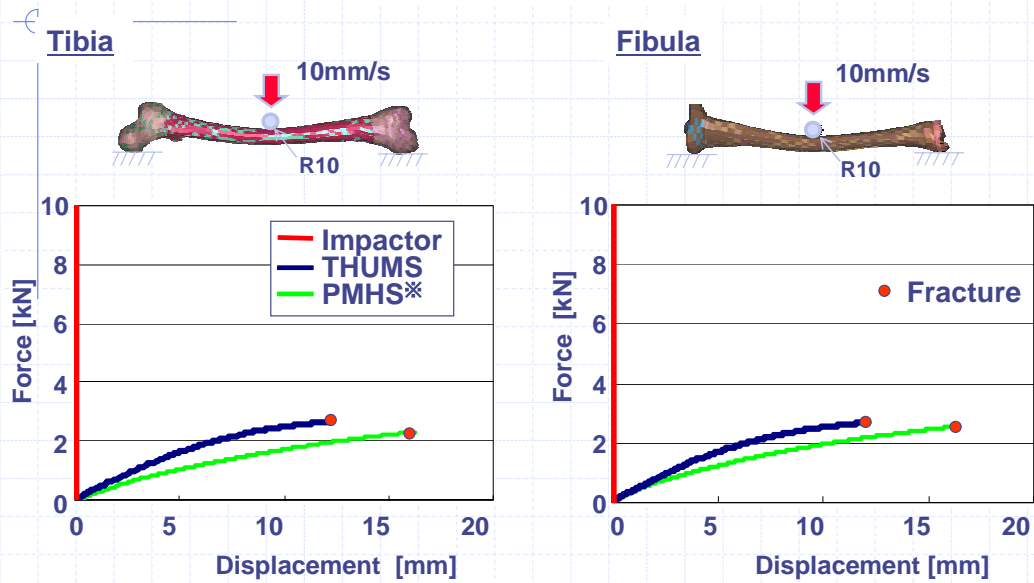 Tibia
10mm/s
R10
10
8
6
4
2
0
Force [kN]
Impactor
THUMS
PMHS※
0 5 10 15 20
Displacement [mm]
Fibula
10mm/s
R10
10
8
6
4
2
0
Force [kN]
Fracture
0 5 10 15 20
Displacement [mm]